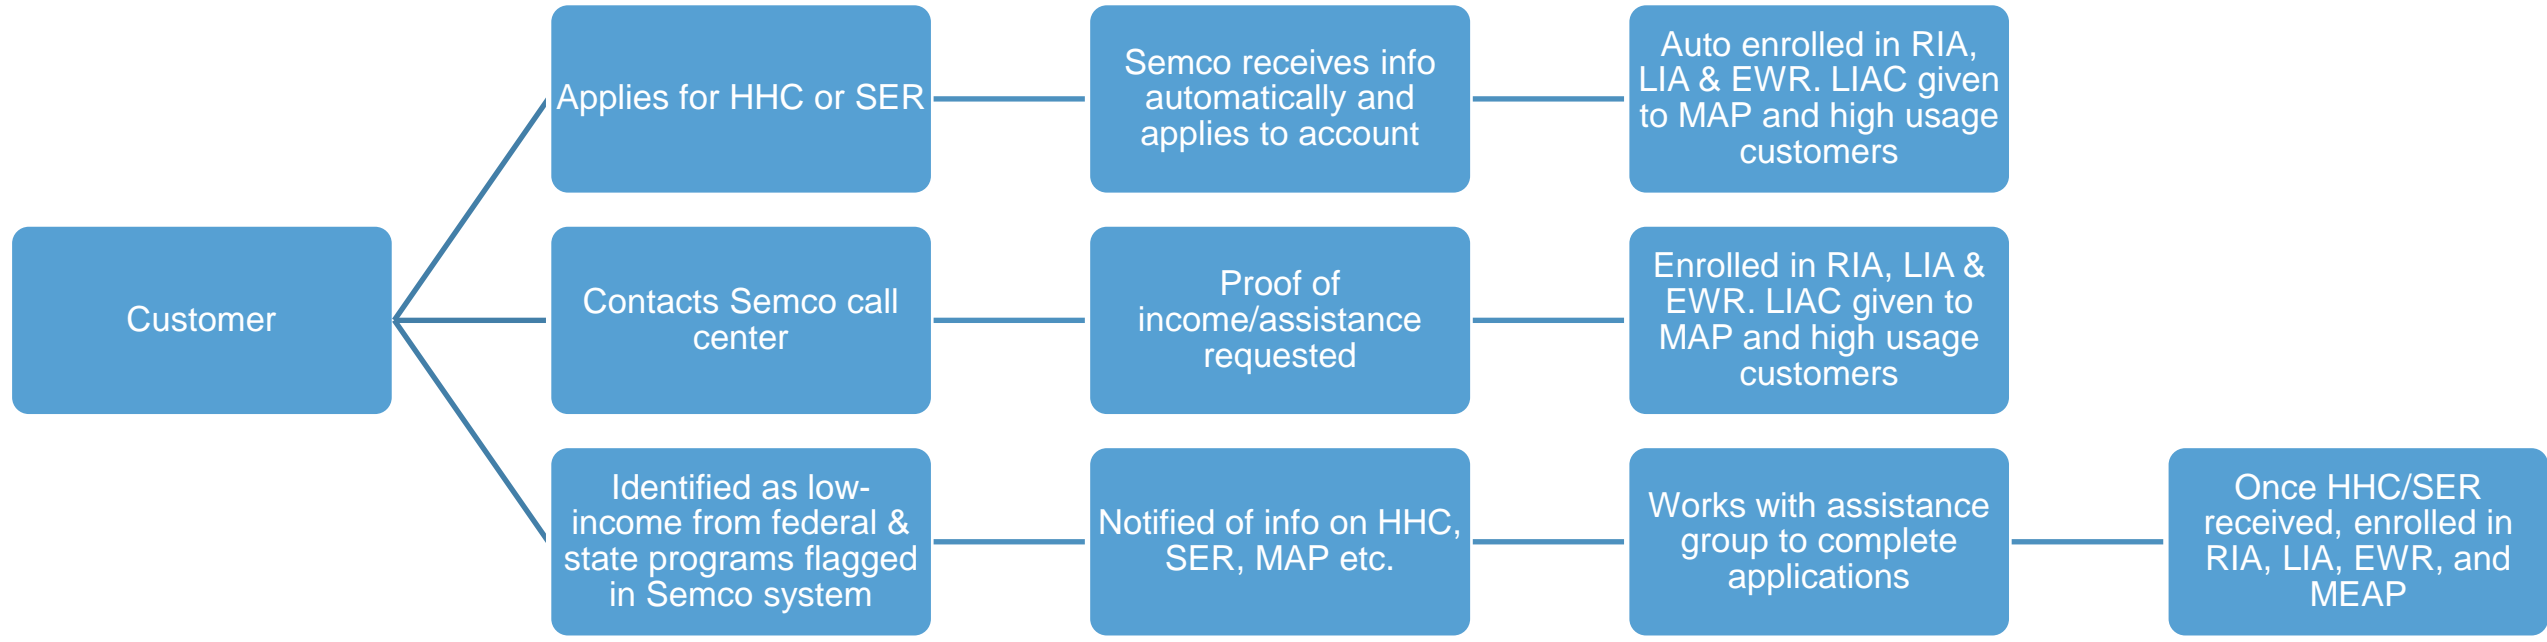 Customer
Applies for HHC or SER
Semco receives info
automatically and
applies to account
Auto enrolled in RIA,
LIA & EWR. LIAC given
to MAP and high usage
customers
Contacts Semco call
center
Proof of
income/assistance
requested
Enrolled in RIA, LIA &
EWR. LIAC given to
MAP and high usage
customers
Identified as low-
income from federal &
state programs flagged
in Semco system
Notified of info on HHC,
SER, MAP etc.
Works with assistance
group to complete
applications
Once HHC/SER
received, enrolled in
RIA, LIA, EWR, and
MEAP